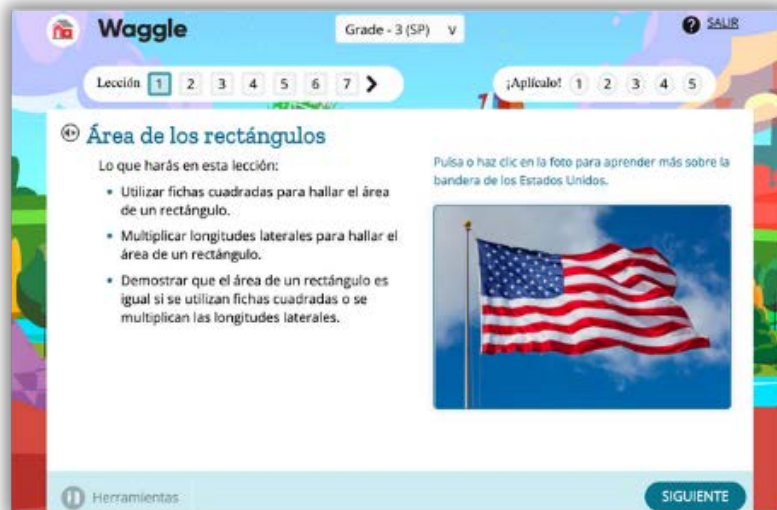 Waggle
Grade - 3 (SP) V
SALIR
Lección 1 2 3 4 5 6 7
¡Aplícalo! 1 2 3 4 5
Área de los rectángulos
Lo que harás en esta lección:
• Utilizar fichas cuadradas para hallar el área
de un rectángulo.
• Multiplicar longitudes laterales para hallar el
área de un rectángulo.
• Demostrar que el área de un rectángulo es
igual si se utilizan fichas cuadradas o se
multiplican las longitudes laterales.
Pulsa o haz clic en la foto para aprender más sobre la
bandera de los Estados Unidos.
Herramientas
SIGUIENTE